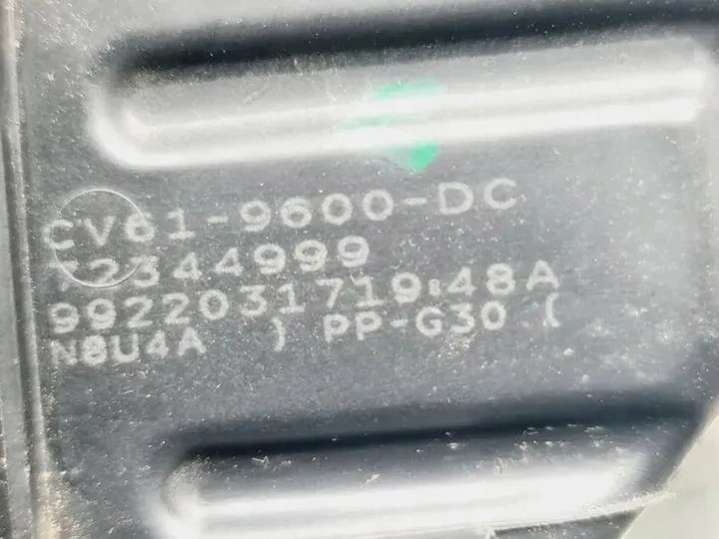 CV61-9600-DC
72344999
9922031719:48A
N8U4A ) PP-G30 (